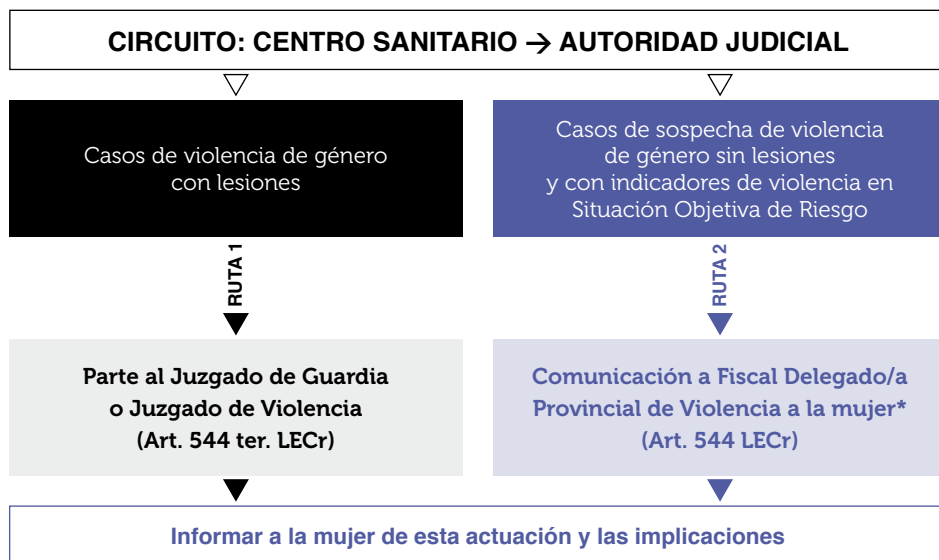 CIRCUITO: CENTRO SANITARIO → AUTORIDAD JUDICIAL
Casos de violencia de género
con lesiones
RUTA 1
Parte al Juzgado de Guardia
o Juzgado de Violencia
(Art. 544 ter. LECr)
Casos de sospecha de violencia
de género sin lesiones
y con indicadores de violencia en
Situación Objetiva de Riesgo
RUTA 2
Comunicación a Fiscal Delegado/a
Provincial de Violencia a la mujer*
(Art. 544 LECr)
Informar a la mujer de esta actuación y las implicaciones